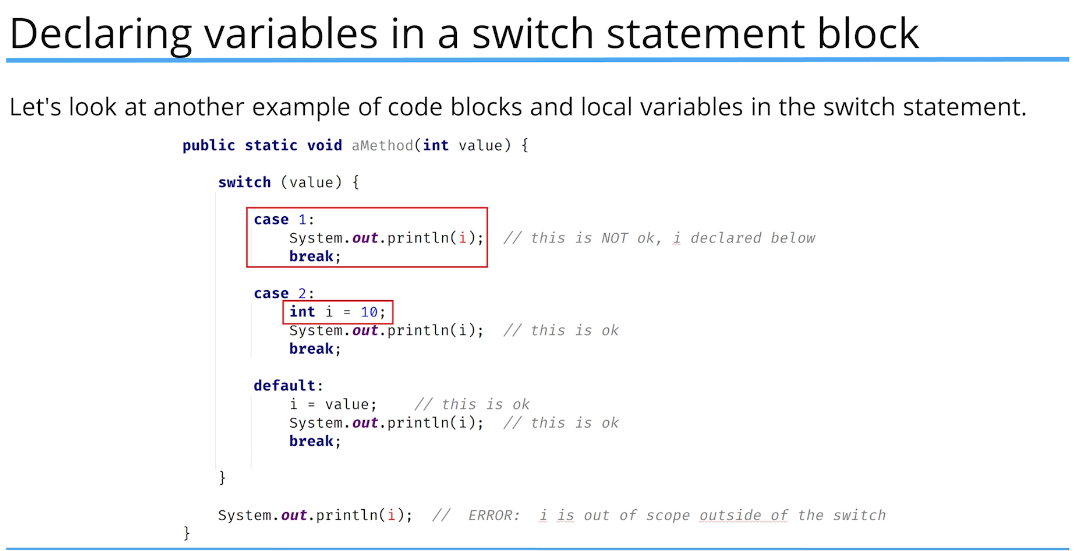 Declaring variables in a switch statement block
Let's look at another example of code blocks and local variables in the switch statement.
public static void aMethod(int value) {
switch (value) {
case 1:
System.out.println(i); // this is NOT ok, i declared below
break;
case 2:
int i = 10;
System.out.println(i); // this is ok
break;
default:
i = value; // this is ok
System.out.println(i); // this is ok
break;
}
System.out.println(i); // ERROR: i is out of scope outside of the switch
}